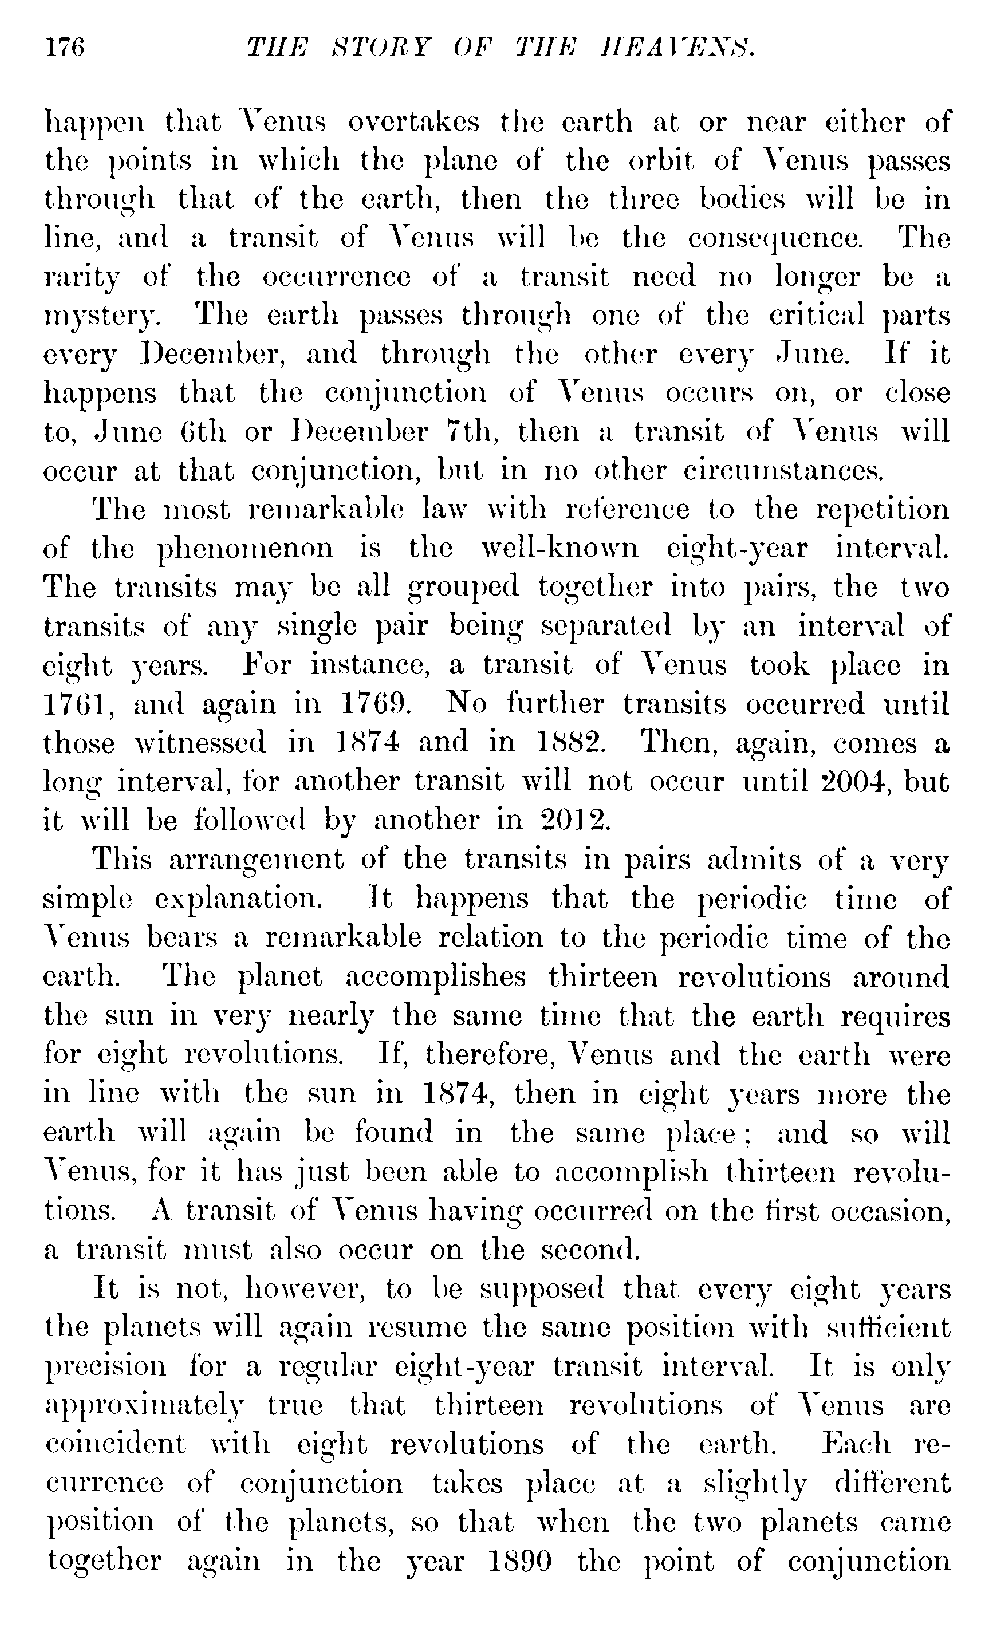 176 THE STORY OF THE HEAVENS.
happen that Venus overtakes the earth at or near either of
the points in which the plane of the orbit of Venus passes
through that of the earth, then the three bodies will be in
line, and a transit of Venus will be the consequence. The
rarity of the occurrence of a transit need no longer be a
mystery. The earth passes through one of the critical parts
every December, and through the other every June. If it
happens that the conjunction of Venus occurs on, or close
to, June 6th or December 7th, then a transit of Venus will
occur at that conjunction, but in no other circumstances.
The most remarkable law with reference to the repetition
of the phenomenon is the well-known eight-year interval.
The transits may be all grouped together into pairs, the two
transits of any single pair being separated by an interval of
eight years. For instance, a transit of Venus took place in
1761, and again in 1769. No further transits occurred until
those witnessed in 1874 and in 1882. Then, again, comes a
long interval, for another transit will not occur until 2004, but
it will be followed by another in 2012.
This arrangement of the transits in pairs admits of a very
simple explanation. It happens that the periodic time of
Venus bears a remarkable relation to the periodic time of the
earth. The planet accomplishes thirteen revolutions around
the sun in very nearly the same time that the earth requires
for eight revolutions. If, therefore, Venus and the earth were
in line with the sun in 1874, then in eight years more the
earth will again be found in the same place; and so will
Venus, for it has just been able to accomplish thirteen revolu-
tions. A transit of Venus having occurred on the first occasion,
a transit must also occur on the second.
It is not, however, to be supposed that every eight years
the planets will again resume the same position with sufficient
precision for a regular eight-year transit interval. It is only
approximately true that thirteen revolutions of Venus are
coincident with eight revolutions of the earth. Each re-
currence of conjunction takes place at a slightly different
position of the planets, so that when the two planets came
together again in the year 1890 the point of conjunction